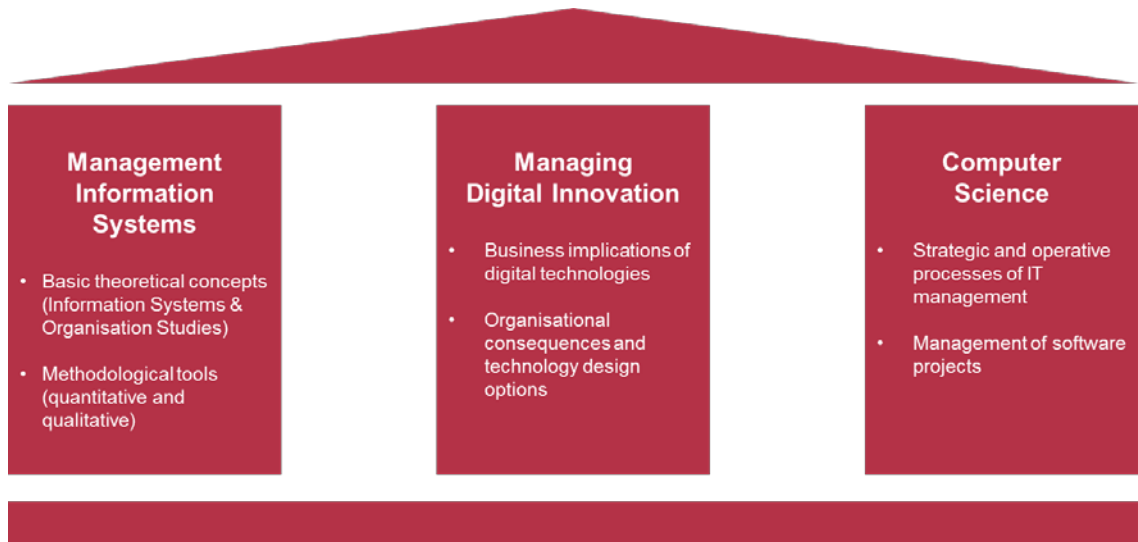 Management
Information
Systems
• Basic theoretical concepts
(Information Systems &
Organisation Studies)
• Methodological tools
(quantitative and
qualitative)
Managing
Digital Innovation
• Business implications of
digital technologies
• Organisational
consequences and
technology design
options
Computer
Science
• Strategic and operative
processes of IT
management
• Management of software
projects